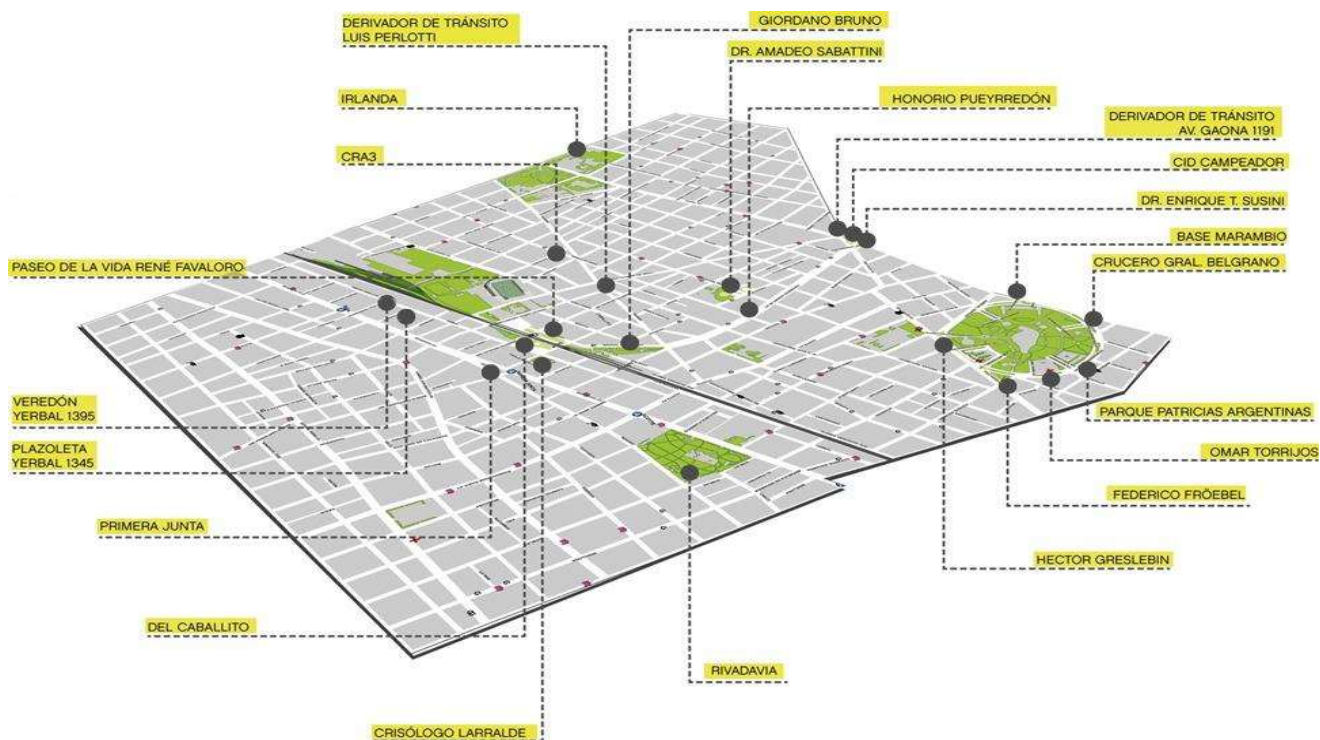 DERIVADOR DE TRÁNSITO
LUIS PERLOTTI
GIORDANO BRUNO
DR. AMADEO SABATTINI
IRLANDA
HONORIO PUEYRREDÓN
DERIVADOR DE TRÁNSITO
AV. GAONA 1191
CRA3
CID CAMPEADOR
DR. ENRIQUE T. SUSINI
BASE MARAMBIO
PASEO DE LA VIDA RENÉ FAVALORO
CRUCERO GRAL. BELGRANO
VEREDÓN
YERBAL 1395
PARQUE PATRICIAS ARGENTINAS
PLAZOLETA
YERBAL 1345
OMAR TORRIJOS
FEDERICO FRÖEBEL
PRIMERA JUNTA
HECTOR GRESLEBIN
DEL CABALLITO
RIVADAVIA
CRISÓLOGO LARRALDE